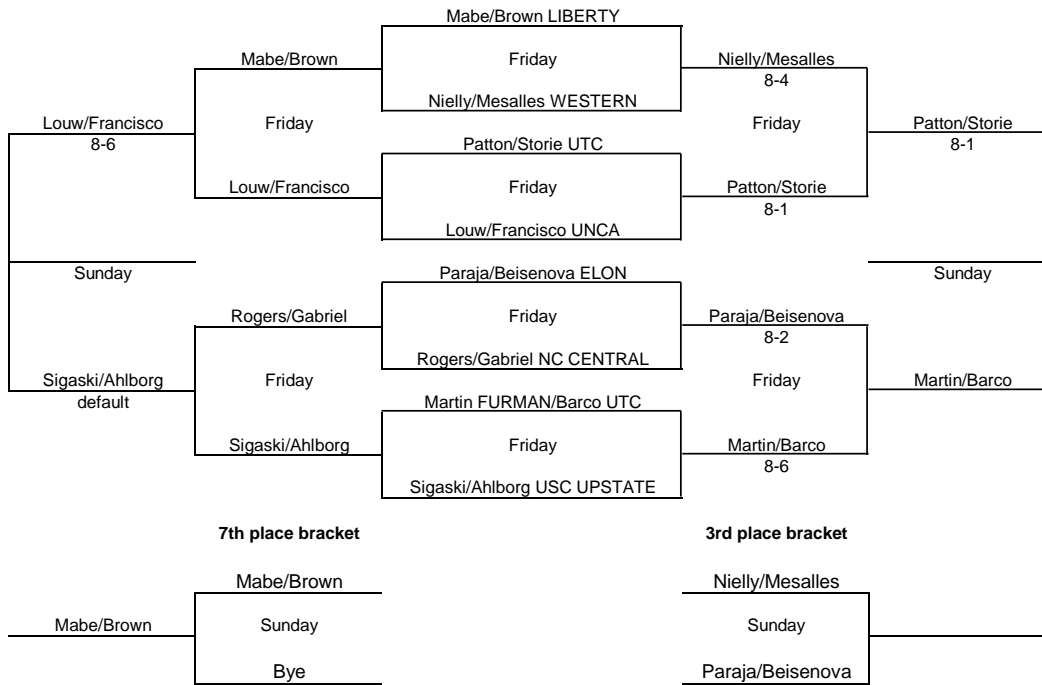 Mabe/Brown LIBERTY
Mabe/Brown Friday Nielly/Mesalles
8-4
Nielly/Mesalles WESTERN
Louw/Francisco Friday Friday Patton/Storie
8-6 8-1
Patton/Storie UTC
Louw/Francisco Friday Patton/Storie
8-1
Louw/Francisco UNCA
Sunday Paraja/Beisenova ELON Sunday
Rogers/Gabriel Friday Paraja/Beisenova
8-2
Rogers/Gabriel NC CENTRAL
Sigaski/Ahlborg Friday Friday Martin/Barco
default
Martin FURMAN/Barco UTC
Sigaski/Ahlborg Friday Martin/Barco
8-6
Sigaski/Ahlborg USC UPSTATE
7th place bracket 3rd place bracket
Mabe/Brown Nielly/Mesalles
Mabe/Brown Sunday Sunday
Bye Paraja/Beisenova